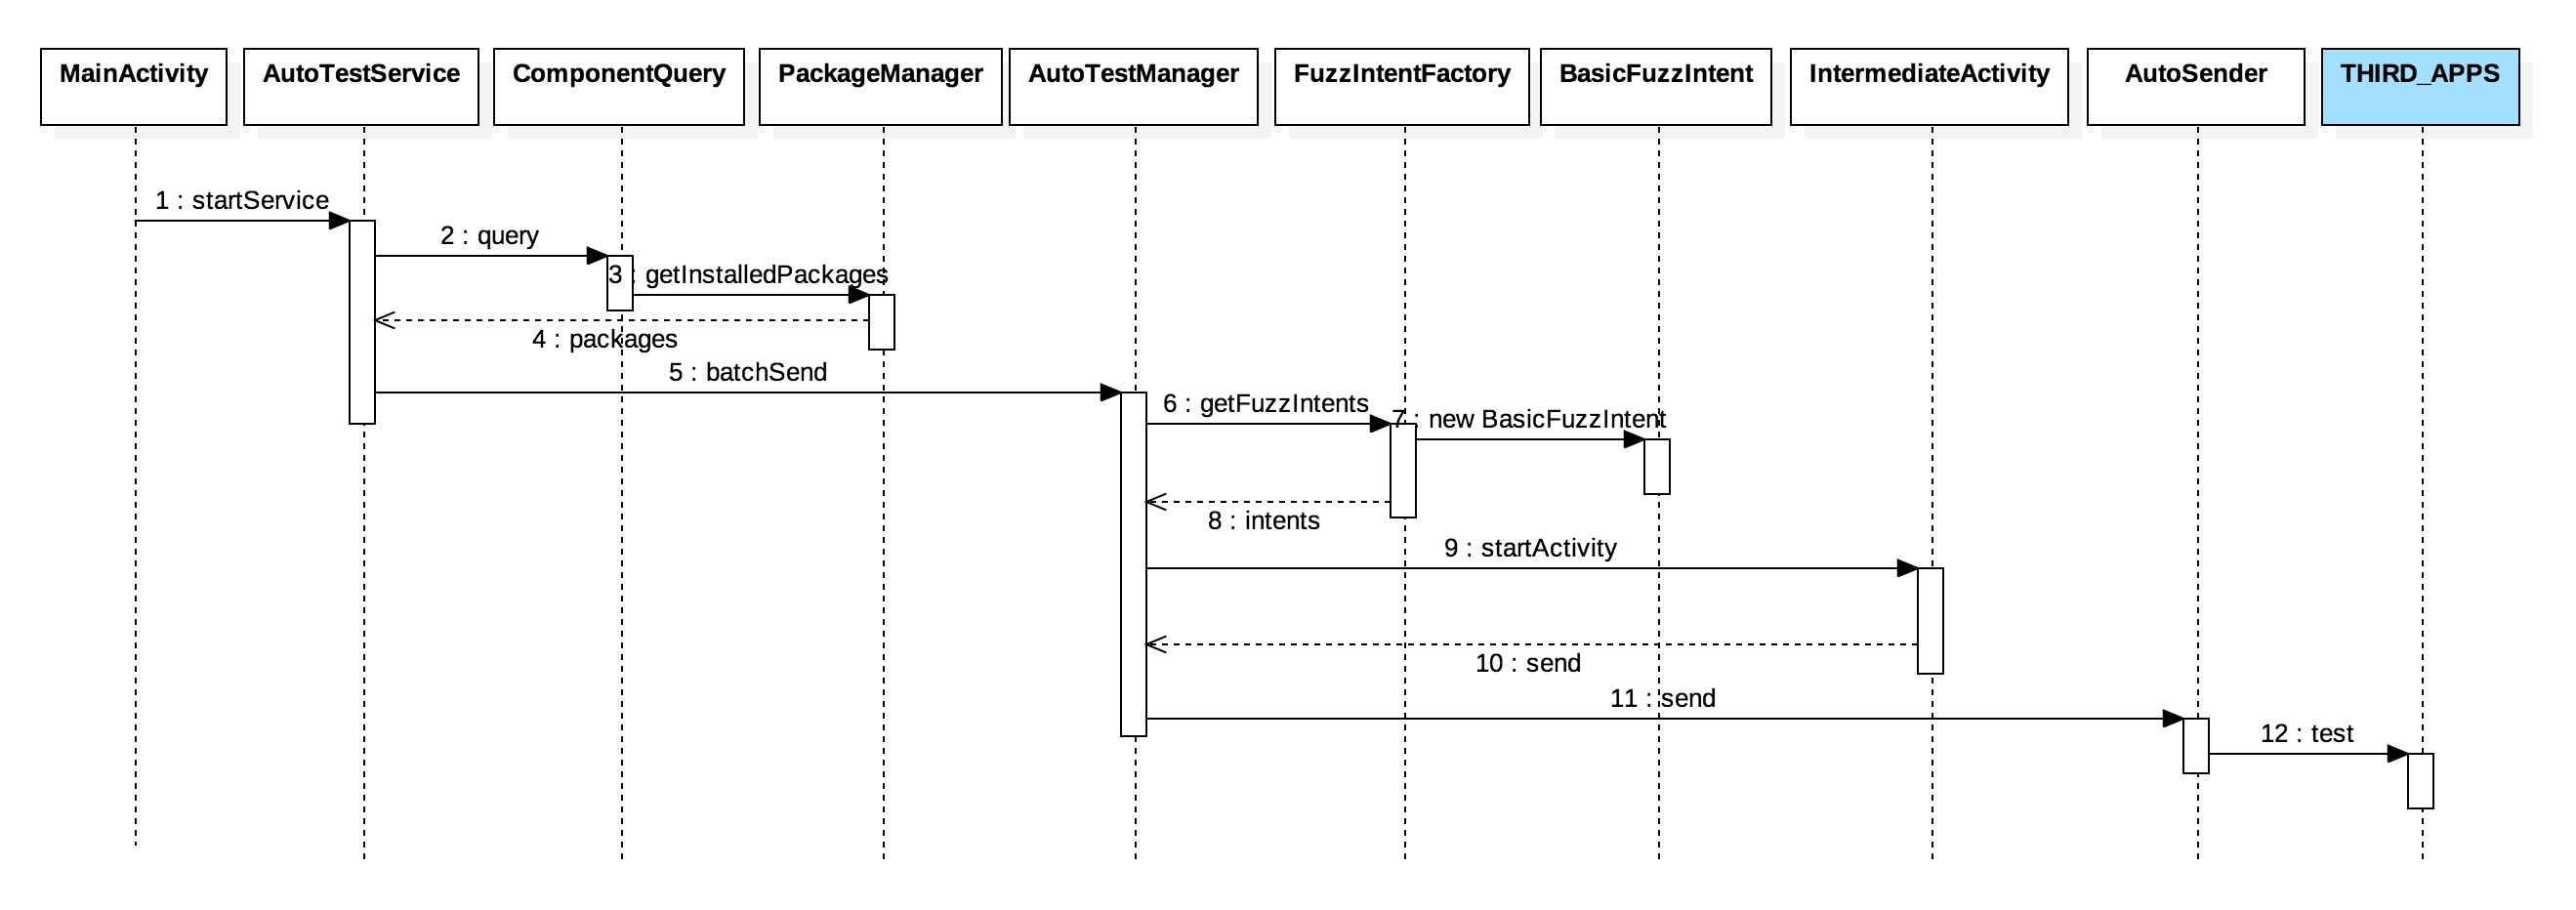 MainActivity
AutoTestService
ComponentQuery
PackageManager
AutoTestManager
FuzzIntentFactory
BasicFuzzIntent
IntermediateActivity
AutoSender
THIRD_APPS
1 : startService
2 : query
3 : getInstalledPackages
4 : packages
5 : batchSend
6 : getFuzzIntents
7 : new BasicFuzzIntent
8 : intents
9 : startActivity
10 : send
11 : send
12 : test